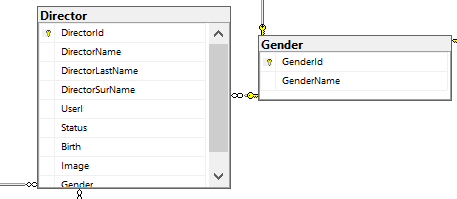 Director
DirectorId
DirectorName
DirectorLastName
DirectorSurName
UserI
Status
Birth
Image
Gender
Gender
GenderId
GenderName